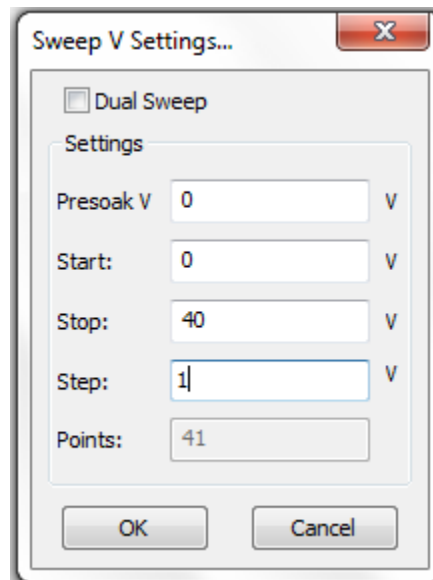 Sweep V Settings...
Dual Sweep
Settings
Presoak V 0 V
Start: 0 V
Stop: 40 V
Step: 1 V
Points: 41
OK Cancel